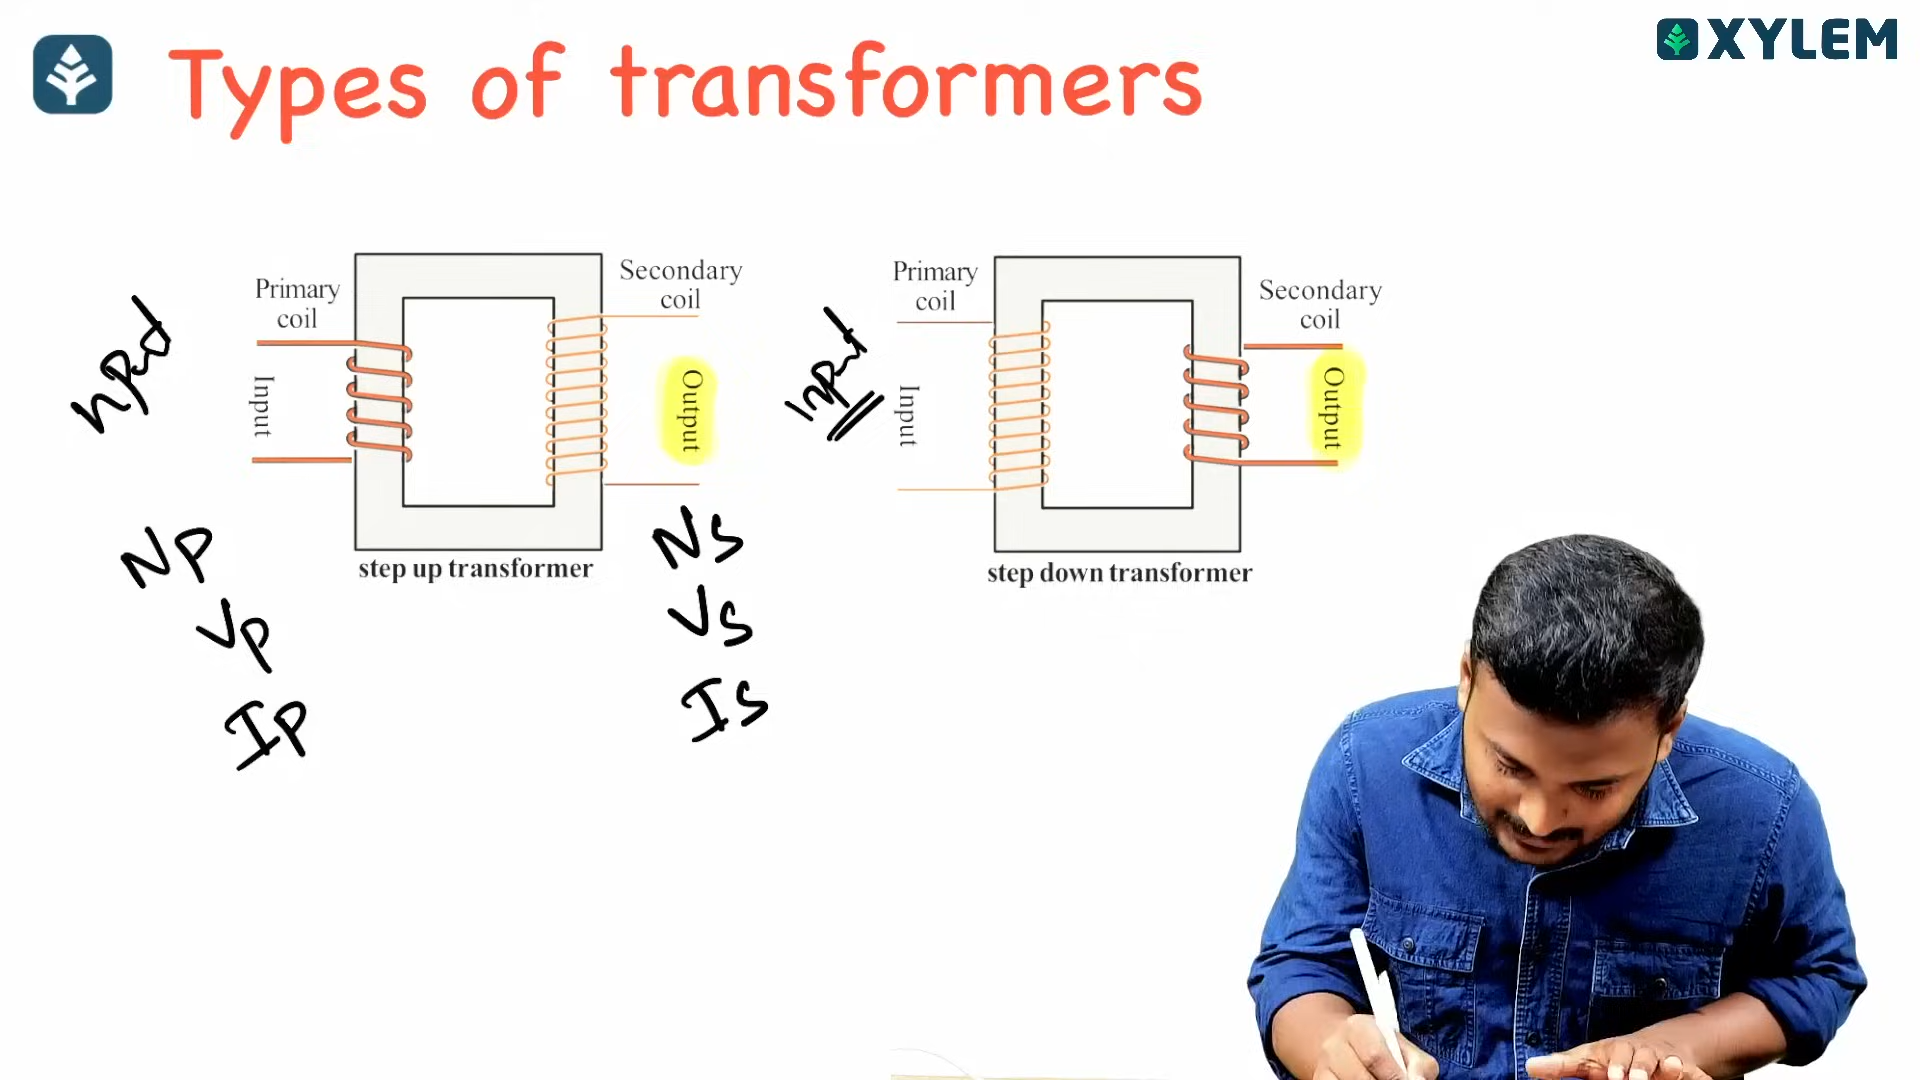 XYLEM
Types of transformers
Primary
coil
Input
Secondary
coil
Output
step up transformer
Input
NP
VP
IP
NS
VS
IS
Primary
coil
Input
Input
Secondary
coil
Output
step down transformer